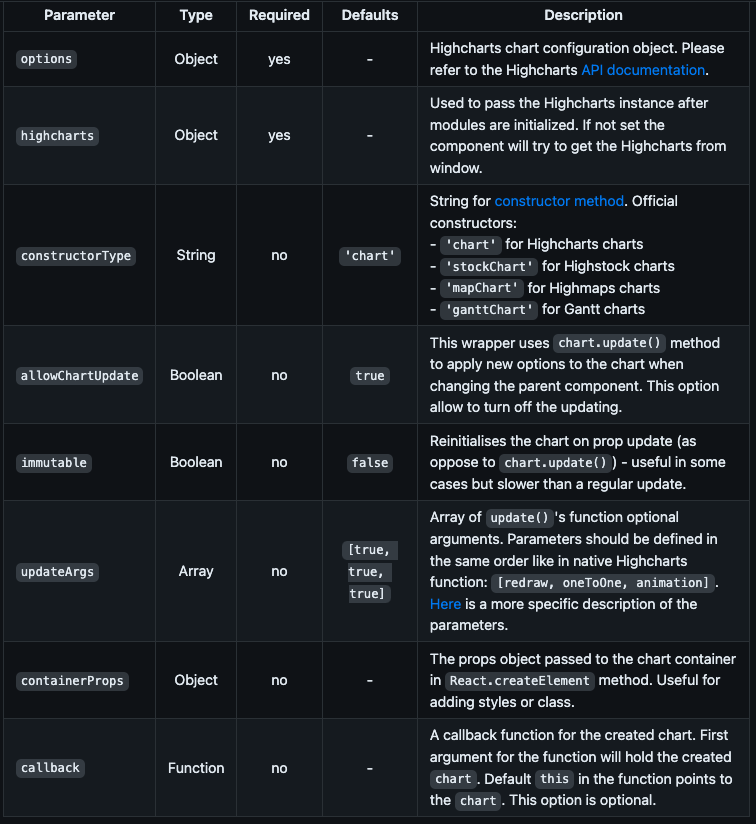 Parameter Type Required Defaults Description
options Object yes - Highcharts chart configuration object. Please
refer to the Highcharts API documentation.
highcharts Object yes - Used to pass the Highcharts instance after
modules are initialized. If not set the
component will try to get the Highcharts from
window.
constructorType String no 'chart' String for constructor method. Official
constructors:
- 'chart' for Highcharts charts
- 'stockChart' for Highstock charts
- 'mapChart' for Highmaps charts
- 'ganttChart' for Gantt charts
allowChartUpdate Boolean no true This wrapper uses chart.update() method
to apply new options to the chart when
changing the parent component. This option
allow to turn off the updating.
immutable Boolean no false Reinitialises the chart on prop update (as
oppose to chart.update() ) - useful in some
cases but slower than a regular update.
updateArgs Array no [true,
true,
true] Array of update() 's function optional
arguments. Parameters should be defined in
the same order like in native Highcharts
function: [redraw, oneToOne, animation] .
Here is a more specific description of the
parameters.
containerProps Object no - The props object passed to the chart container
in React.createElement method. Useful for
adding styles or class.
callback Function no - A callback function for the created chart. First
argument for the function will hold the created
chart . Default this in the function points to
the chart . This option is optional.